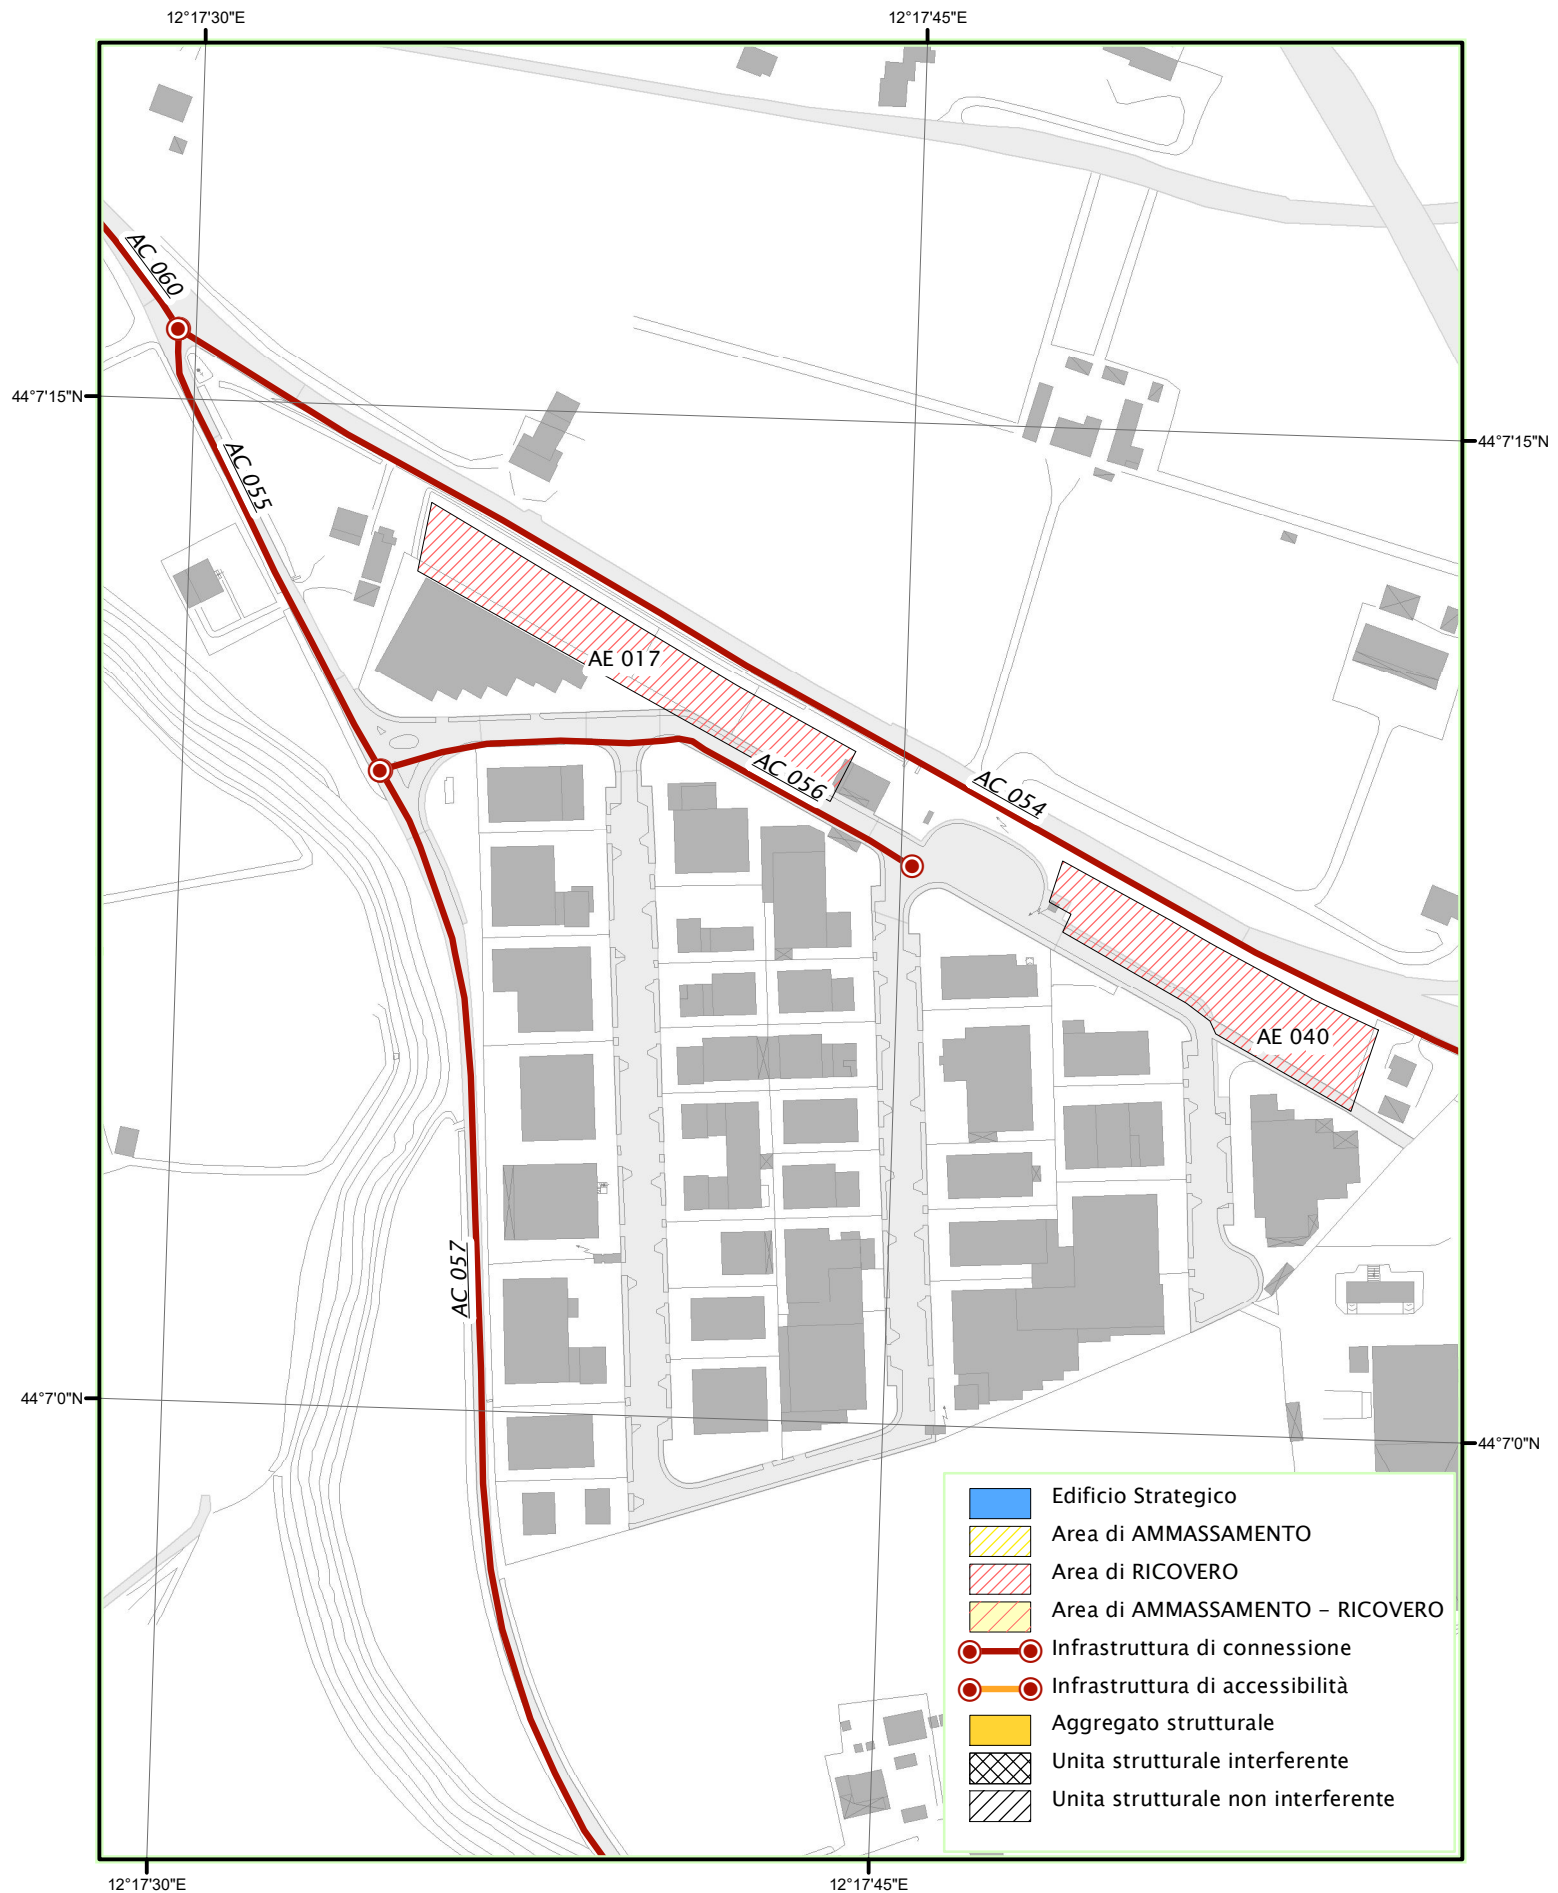 12°17'30"E
12°17'45"E
AC 060
44°7'15"N
44°7'15"N
AC 055
AE 017
AC 056
AC 054
AE 040
AC 057
44°7'0"N
44°7'0"N
Edificio Strategico
Area di AMMASSAMENTO
Area di RICOVERO
Area di AMMASSAMENTO – RICOVERO
Infrastruttura di connessione
Infrastruttura di accessibilità
Aggregato strutturale
Unita strutturale interferente
Unita strutturale non interferente
12°17'30"E
12°17'45"E